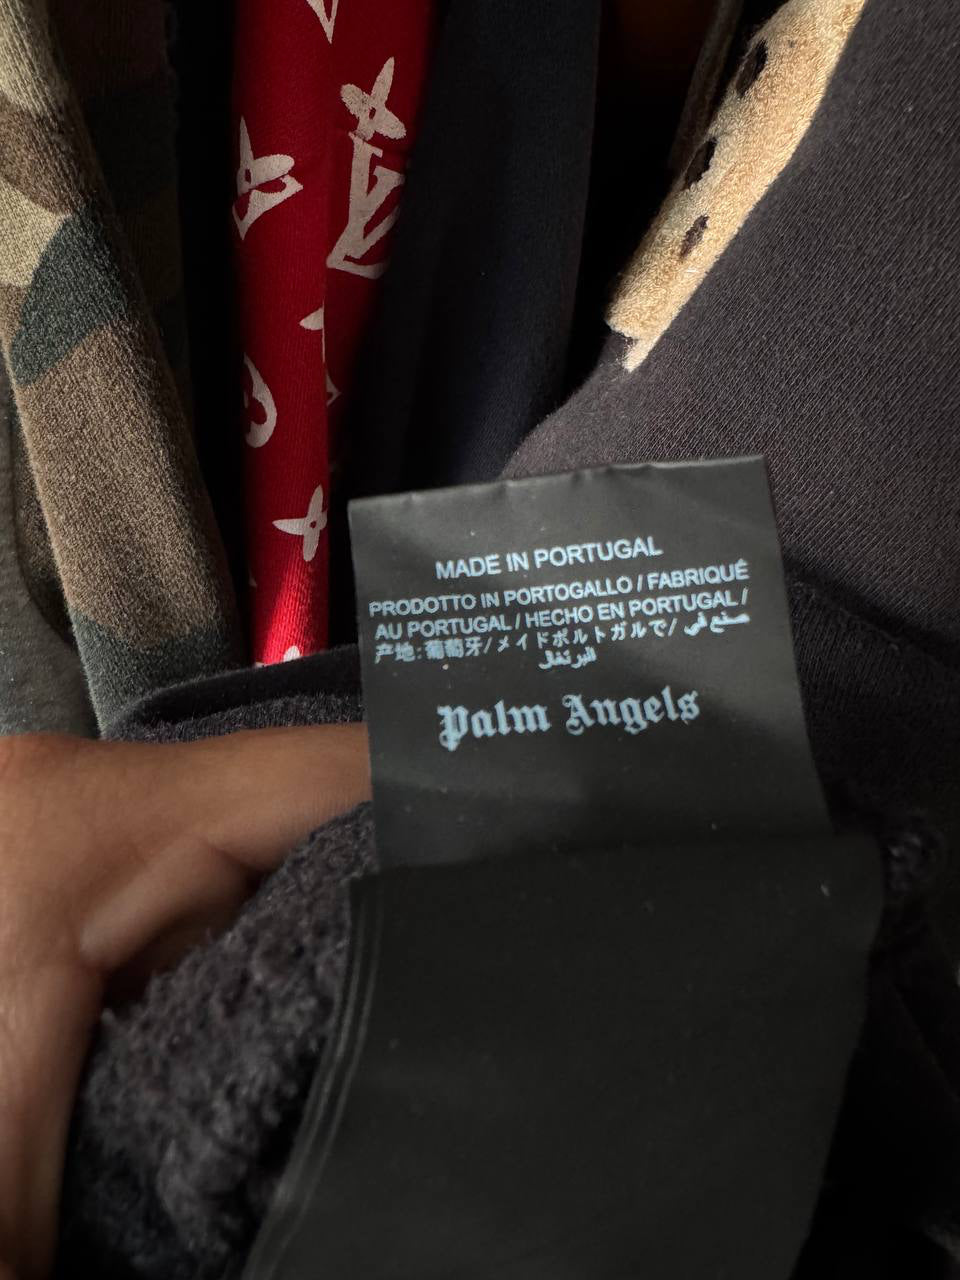 MADE IN PORTUGAL
PRODOTTO IN PORTOGALLO / FABRIQUÉ
AU PORTUGAL / HECHO EN PORTUGAL /
产地:葡萄牙/メイドポルトガルで/ صنع في
البرتغال
Palm Angels
LV